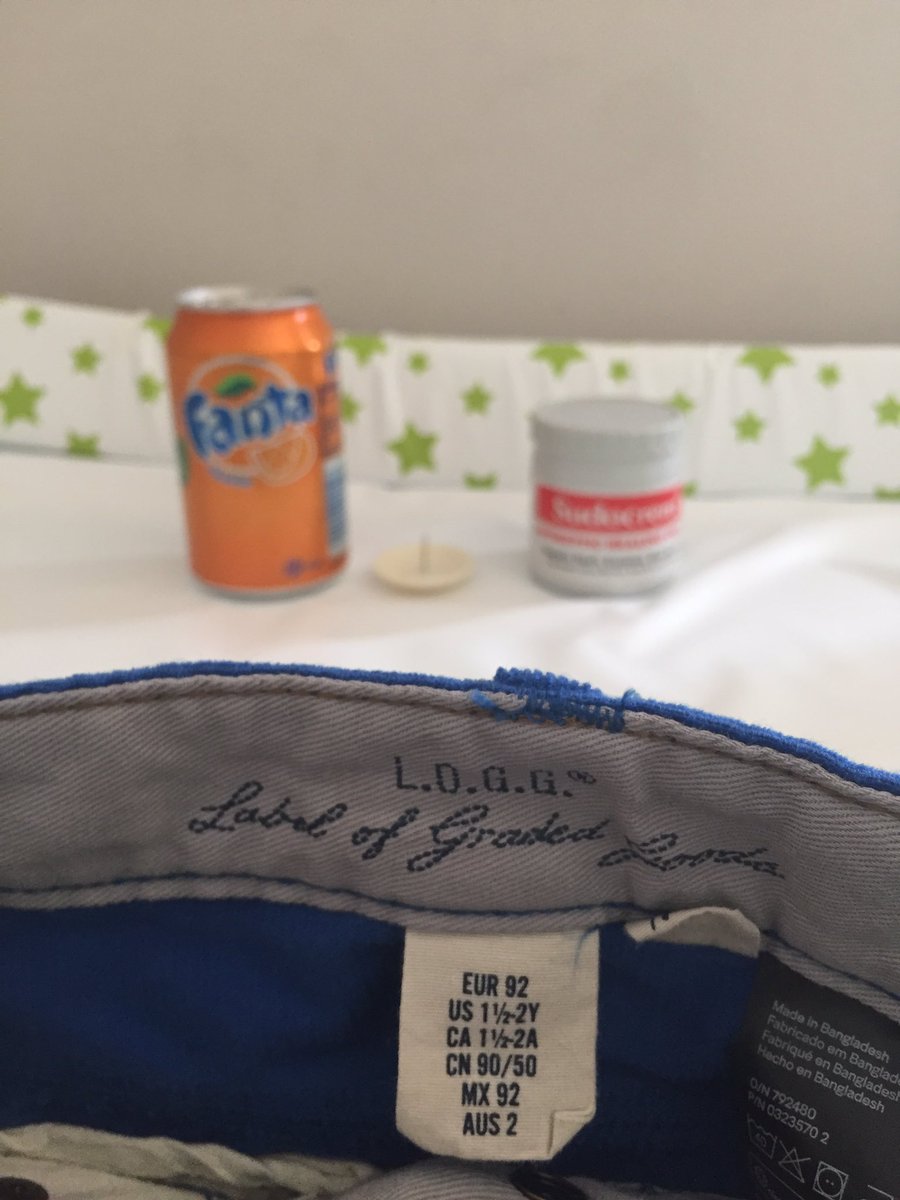 Fanta
Sudocrem
L.O.G.G.®
Label of Graded Goods.
EUR 92
US 1½-2Y
CA 1½-2A
CN 90/50
MX 92
AUS 2
Made in Bangladesh
Fabricado em Bangladesh
Fabriqué en Bangladesh
Hecho en Bangladesh
O/N 792480
P/N 0323570 2